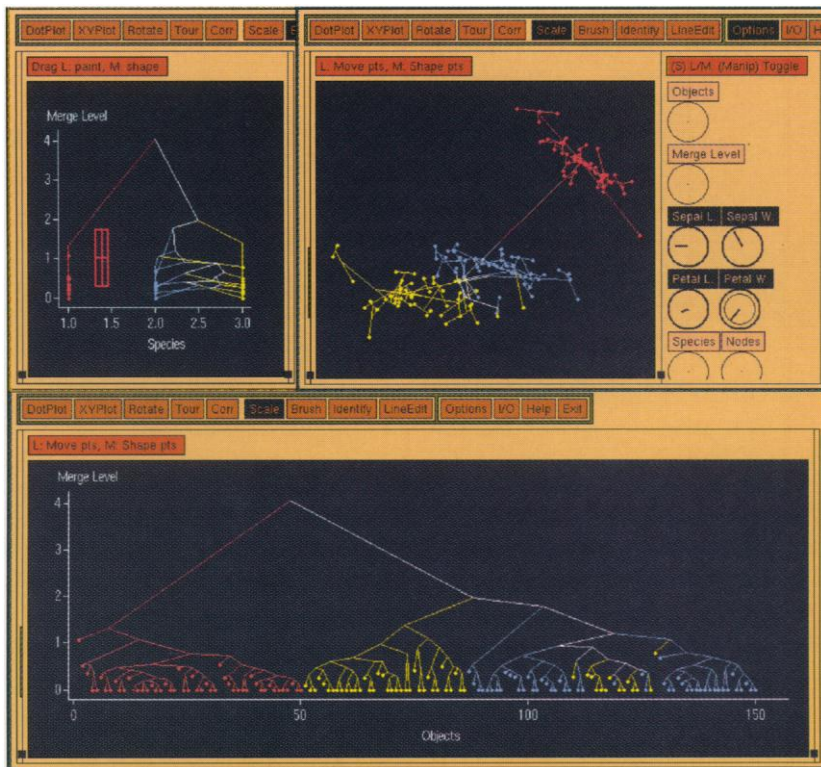 DotPlot XYPlot Rotate Tour Corr Scale
Drag L: paint, M: shape
Merge Level
4
3
2
1
0
1.0 1.5 2.0 2.5 3.0
Species
DotPlot XYPlot Rotate Tour Corr Scale Brush Identify LineEdit Options I/O
L: Move pts, M: Shape pts
(S) L/M: (Manip) Toggle
Objects
Merge Level
Sepal L. Sepal W.
Petal L. Petal W.
Species Nodes
DotPlot XYPlot Rotate Tour Corr Scale Brush Identify LineEdit Options I/O Help Exit
L: Move pts, M: Shape pts
Merge Level
4
3
2
1
0
0 50 100 150
Objects